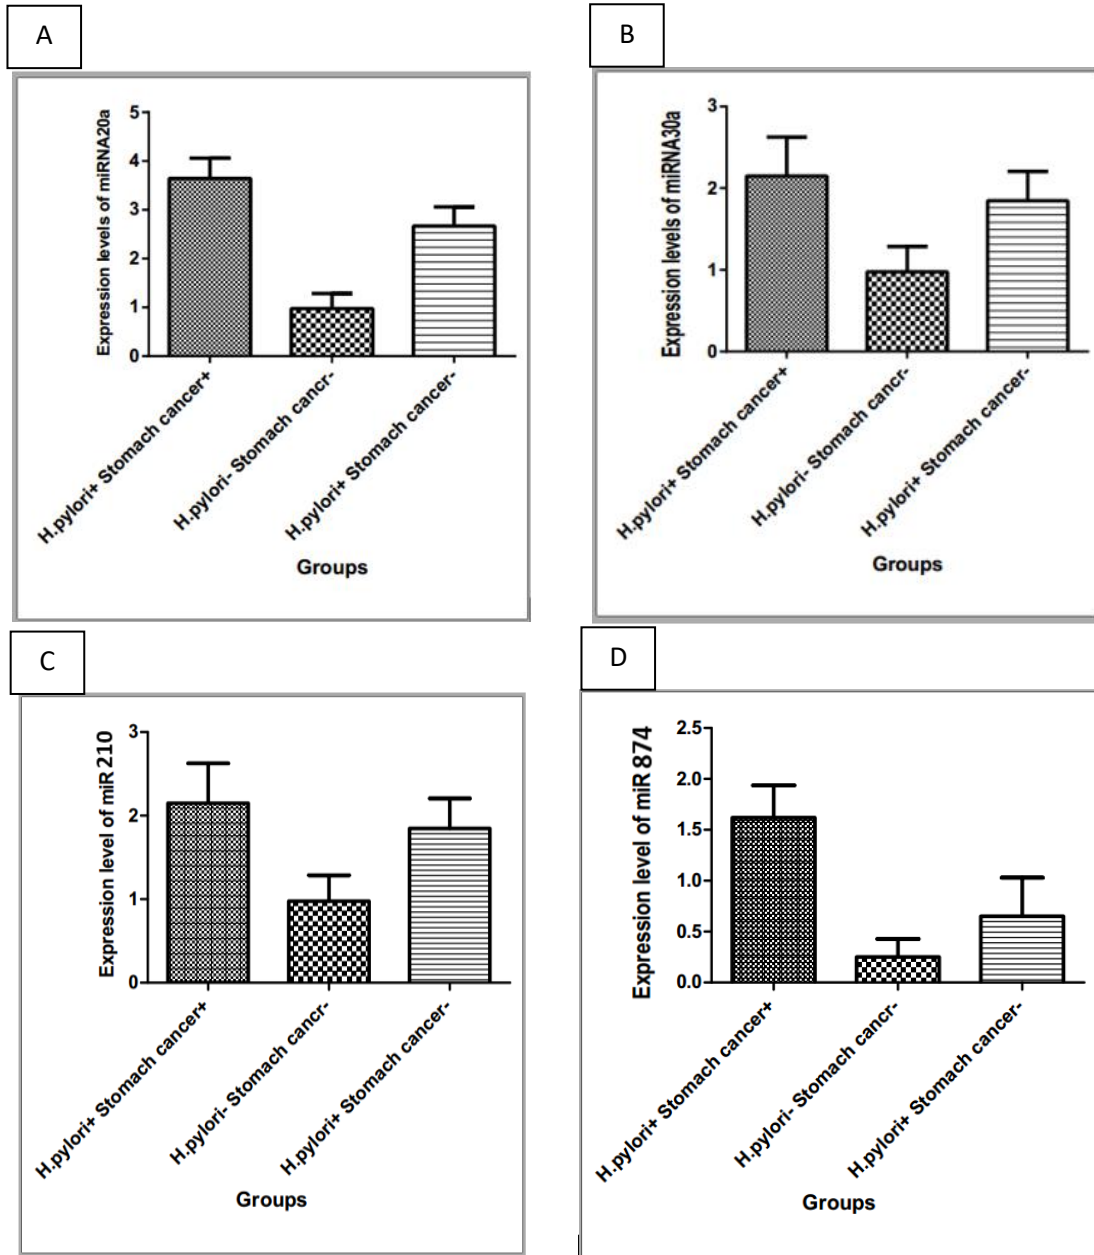 A
Expression levels of miRNA20a
5
4
3
2
1
0
H.pylori+ Stomach cancer+
H.pylori- Stomach cancr-
H.pylori+ Stomach cancer-
Groups
B
Expression levels of miRNA30a
3
2
1
0
H.pylori+ Stomach cancer+
H.pylori- Stomach cancr-
H.pylori+ Stomach cancer-
Groups
C
Expression level of miR 210
3
2
1
0
H.pylori+ Stomach cancer+
H.pylori- Stomach cancr-
H.pylori+ Stomach cancer-
Groups
D
Expression level of miR 874
2.5
2.0
1.5
1.0
0.5
0.0
H.pylori+ Stomach cancer+
H.pylori- Stomach cancr-
H.pylori+ Stomach cancer-
Groups